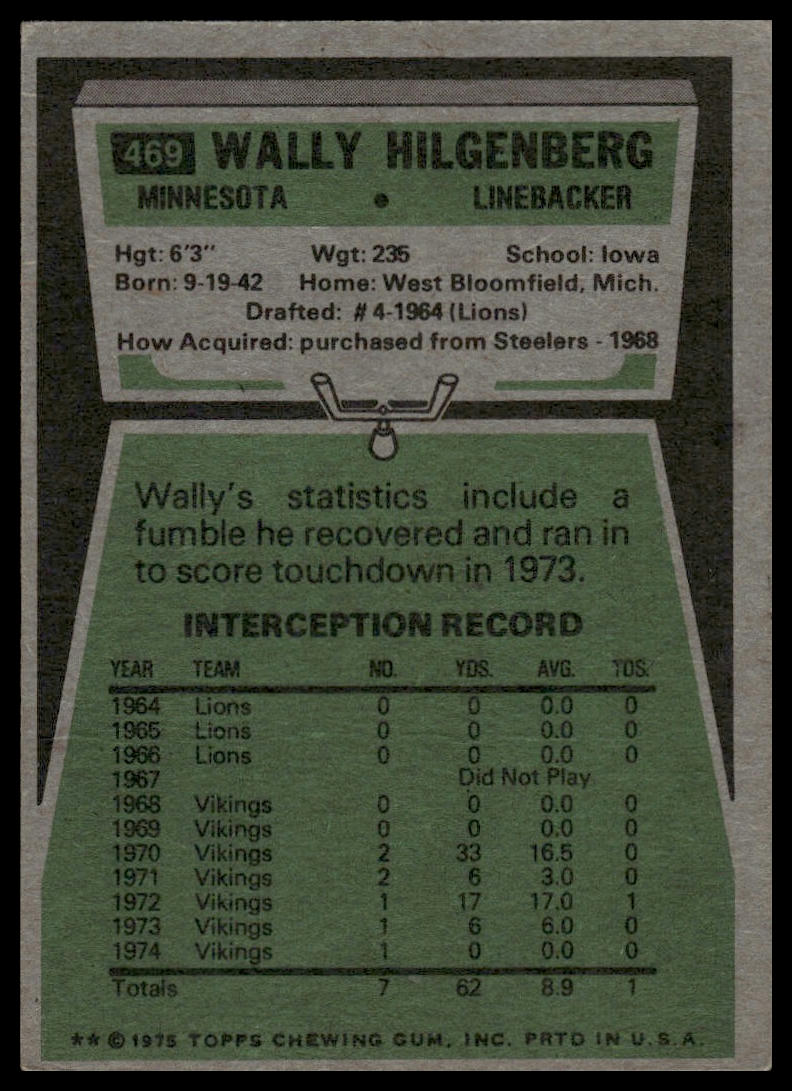 469 WALLY HILGENBERG
MINNESOTA • LINEBACKER
Hgt: 6'3" Wgt: 235 School: Iowa
Born: 9-19-42 Home: West Bloomfield, Mich.
Drafted: #4-1964 (Lions)
How Acquired: purchased from Steelers - 1968
Wally's statistics include a
fumble he recovered and ran in
to score touchdown in 1973.
INTERCEPTION RECORD
YEAR TEAM NO. YDS. AVG. TDS.
1964 Lions 0 0 0.0 0
1965 Lions 0 0 0.0 0
1966 Lions 0 0 0.0 0
1967 Did Not Play
1968 Vikings 0 0 0.0 0
1969 Vikings 0 0 0.0 0
1970 Vikings 2 33 16.5 0
1971 Vikings 2 6 3.0 0
1972 Vikings 1 17 17.0 1
1973 Vikings 1 6 6.0 0
1974 Vikings 1 0 0.0 0
Totals 7 62 8.9 1
** © 1975 TOPPS CHEWING GUM, INC. PRTD IN U.S.A.